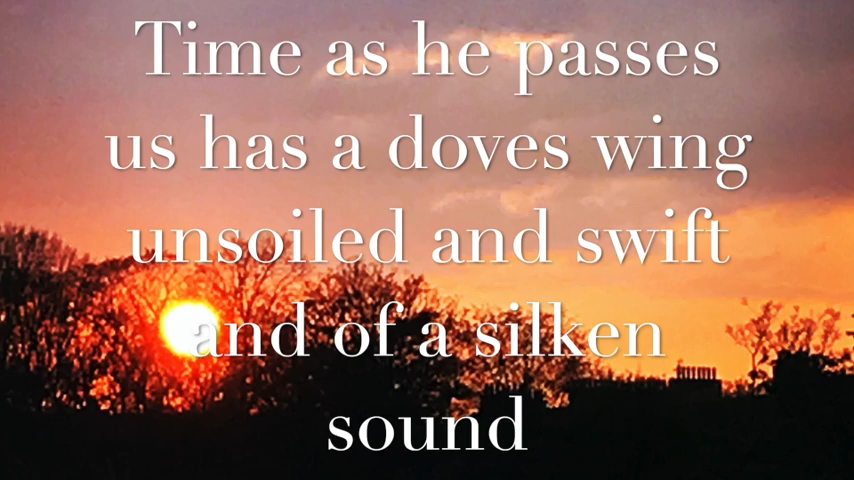 Time as he passes
us has a doves wing
unsoiled and swift
and of a silken
sound